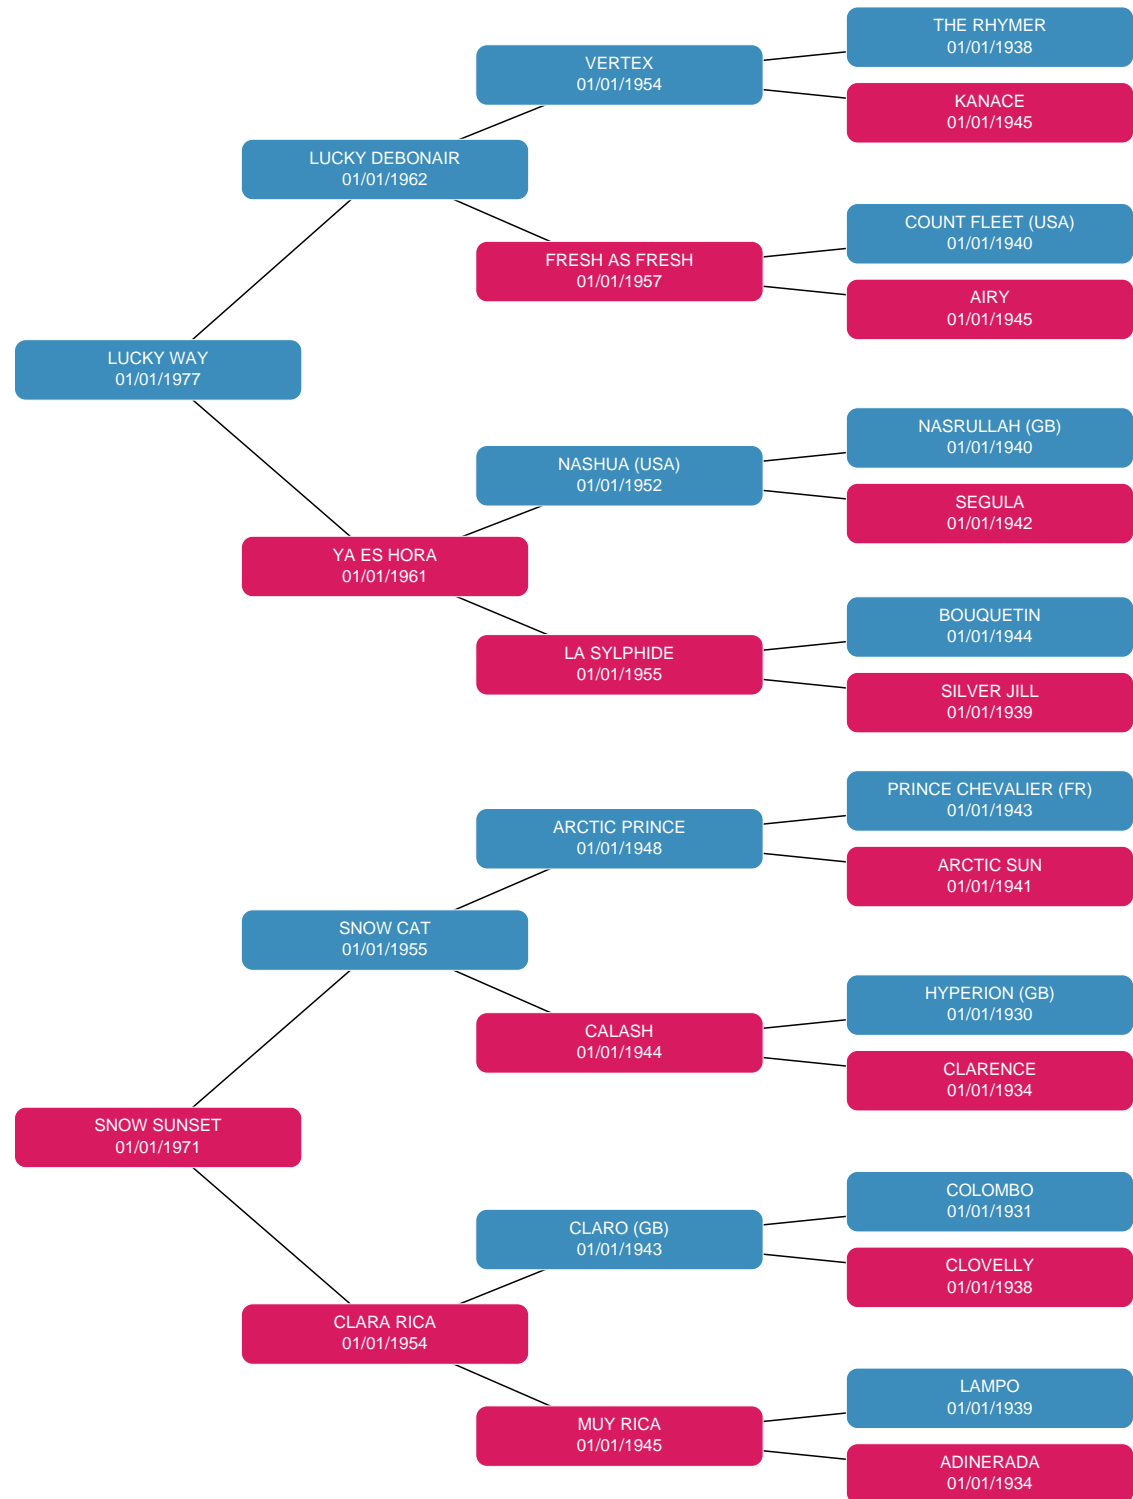 THE RHYMER
01/01/1938
VERTEX
01/01/1954
KANACE
01/01/1945
LUCKY DEBONAIR
01/01/1962
COUNT FLEET (USA)
01/01/1940
FRESH AS FRESH
01/01/1957
AIRY
01/01/1945
LUCKY WAY
01/01/1977
NASRULLAH (GB)
01/01/1940
NASHUA (USA)
01/01/1952
SEGULA
01/01/1942
YA ES HORA
01/01/1961
BOUQUETIN
01/01/1944
LA SYLPHIDE
01/01/1955
SILVER JILL
01/01/1939
PRINCE CHEVALIER (FR)
01/01/1943
ARCTIC PRINCE
01/01/1948
ARCTIC SUN
01/01/1941
SNOW CAT
01/01/1955
HYPERION (GB)
01/01/1930
CALASH
01/01/1944
CLARENCE
01/01/1934
SNOW SUNSET
01/01/1971
COLOMBO
01/01/1931
CLARO (GB)
01/01/1943
CLOVELLY
01/01/1938
CLARA RICA
01/01/1954
LAMPO
01/01/1939
MUY RICA
01/01/1945
ADINERADA
01/01/1934